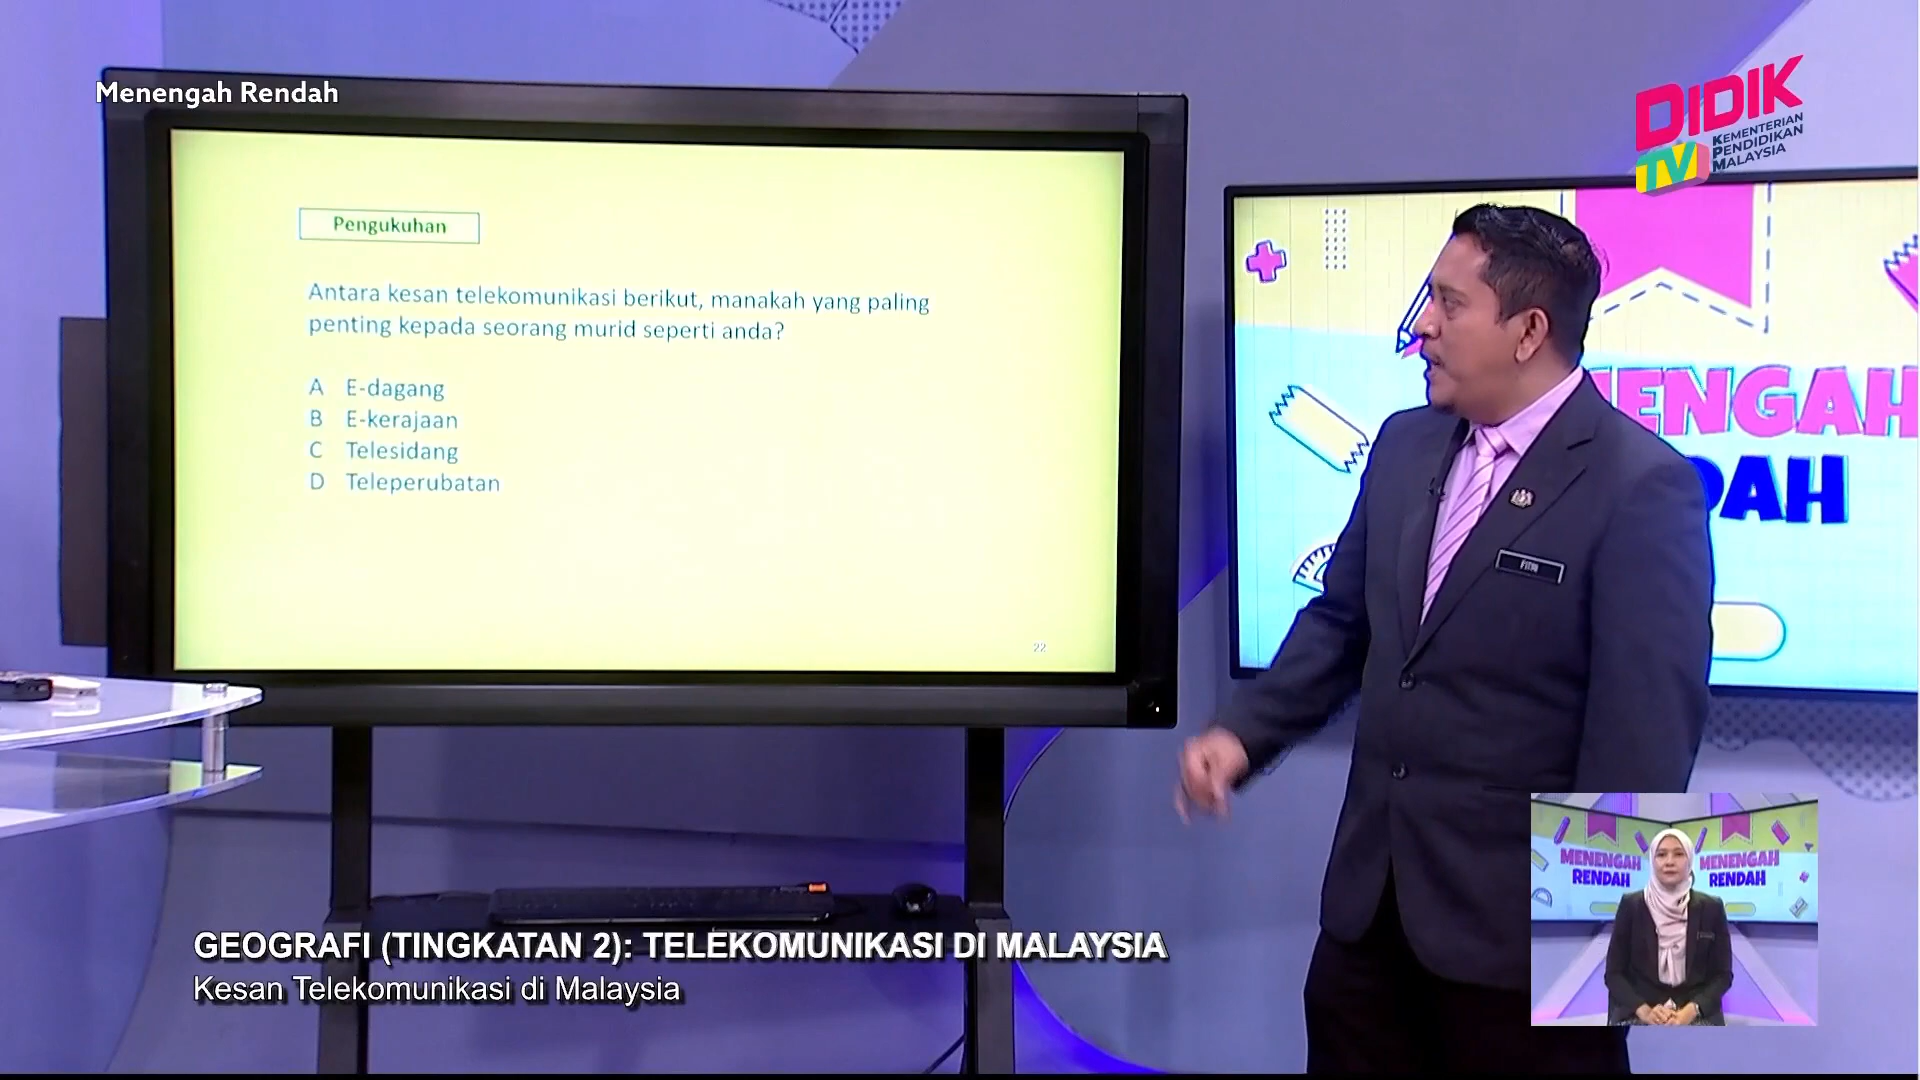 Menengah Rendah
DIDIK
TV
KEMENTERIAN
PENDIDIKAN
MALAYSIA
Pengukuhan
Antara kesan telekomunikasi berikut, manakah yang paling
penting kepada seorang murid seperti anda?
A E-dagang
B E-kerajaan
C Telesidang
D Teleperubatan
22
MENGAH
DAH
FITRI
GEOGRAFI (TINGKATAN 2): TELEKOMUNIKASI DI MALAYSIA
Kesan Telekomunikasi di Malaysia
MENENGAH
RENDAH
MENENGAH
RENDAH